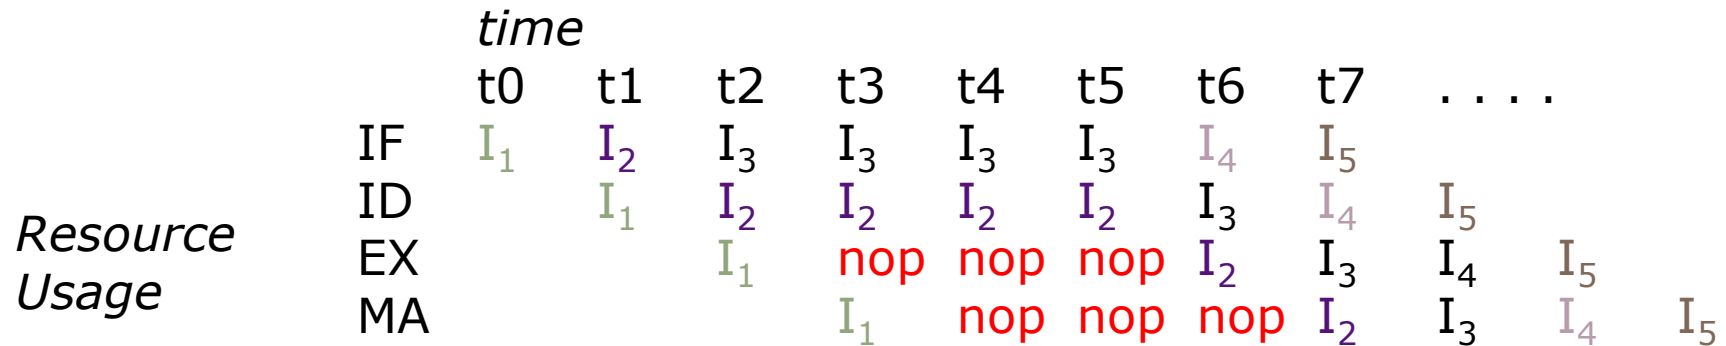 time
t0 t1 t2 t3 t4 t5 t6 t7 . . . .
IF I₁ I₂ I₃ I₃ I₃ I₃ I₄ I₅
ID I₁ I₂ I₂ I₂ I₂ I₃ I₄ I₅
Resource
EX I₁ nop nop nop I₂ I₃ I₄ I₅
Usage
MA I₁ nop nop nop I₂ I₃ I₄ I₅